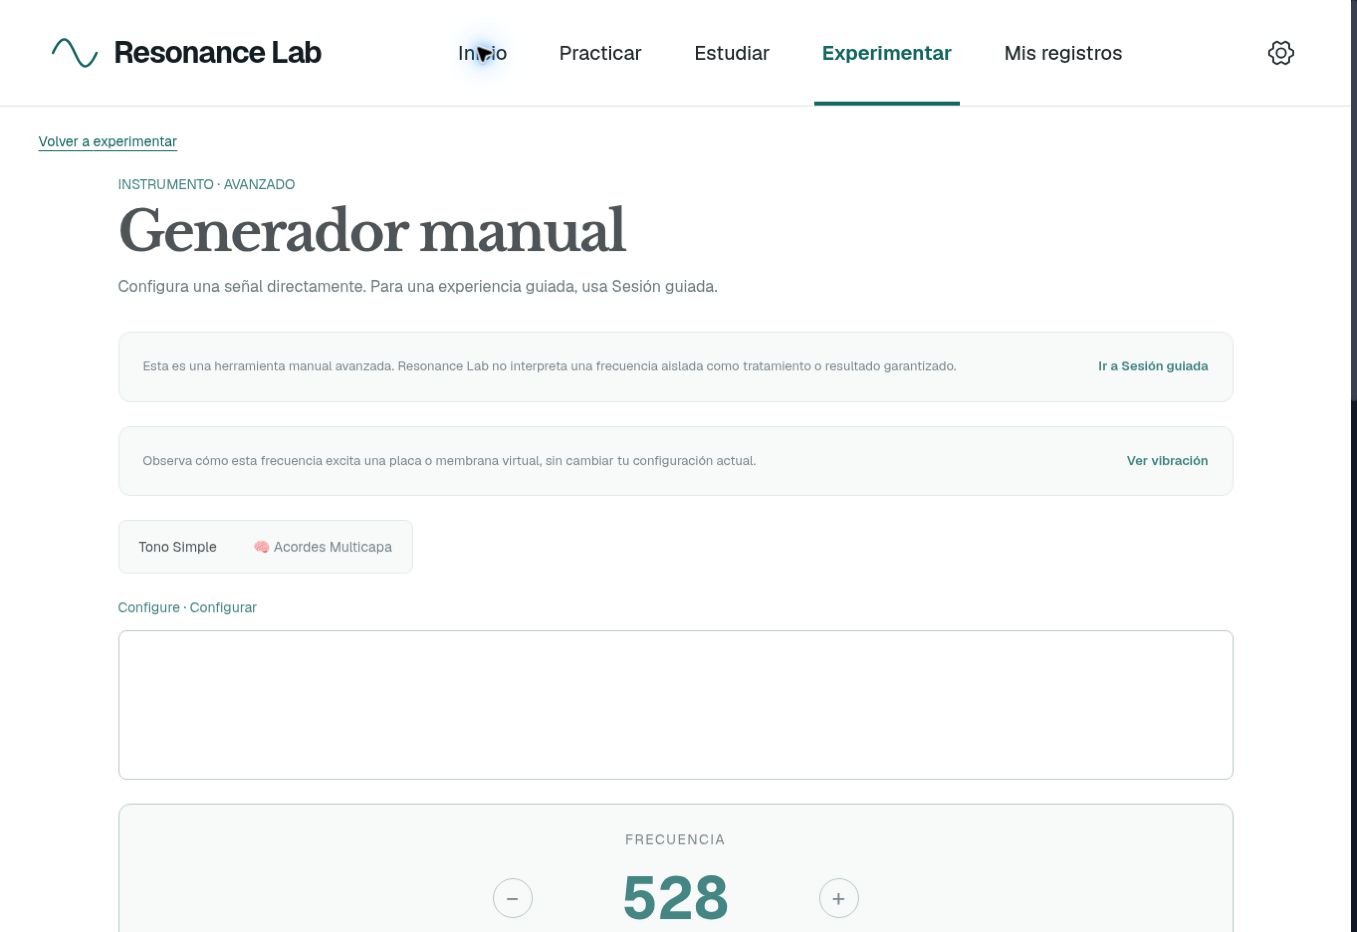 Resonance Lab
Inicio
Practicar
Estudiar
Experimentar
Mis registros
Volver a experimentar
INSTRUMENTO · AVANZADO
Generador manual
Configura una señal directamente. Para una experiencia guiada, usa Sesión guiada.
Esta es una herramienta manual avanzada. Resonance Lab no interpreta una frecuencia aislada como tratamiento o resultado garantizado.
Ir a Sesión guiada
Observa cómo esta frecuencia excita una placa o membrana virtual, sin cambiar tu configuración actual.
Ver vibración
Tono Simple
🧠 Acordes Multicapa
Configure · Configurar
FRECUENCIA
− 528 +